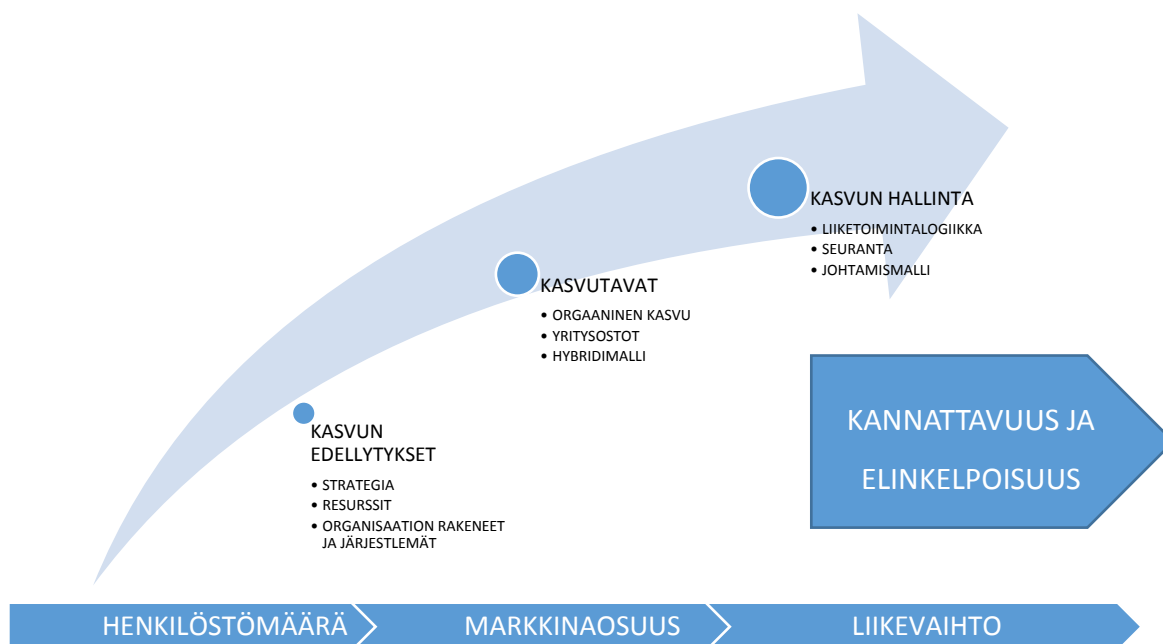 KASVUN HALLINTA
• LIIKETOIMINTALOGIIKKA
• SEURANTA
• JOHTAMISMALLI
KASVUTAVAT
• ORGAANINEN KASVU
• YRITYSOSTOT
• HYBRIDIMALLI
KASVUN
EDELLYTYKSET
• STRATEGIA
• RESURSSIT
• ORGANISAATION RAKENEET
JA JÄRJESTLEMÄT
KANNATTAVUUS JA
ELINKELPOISUUS
HENKILÖSTÖMÄÄRÄ
MARKKINAOSUUS
LIIKEVAIHTO